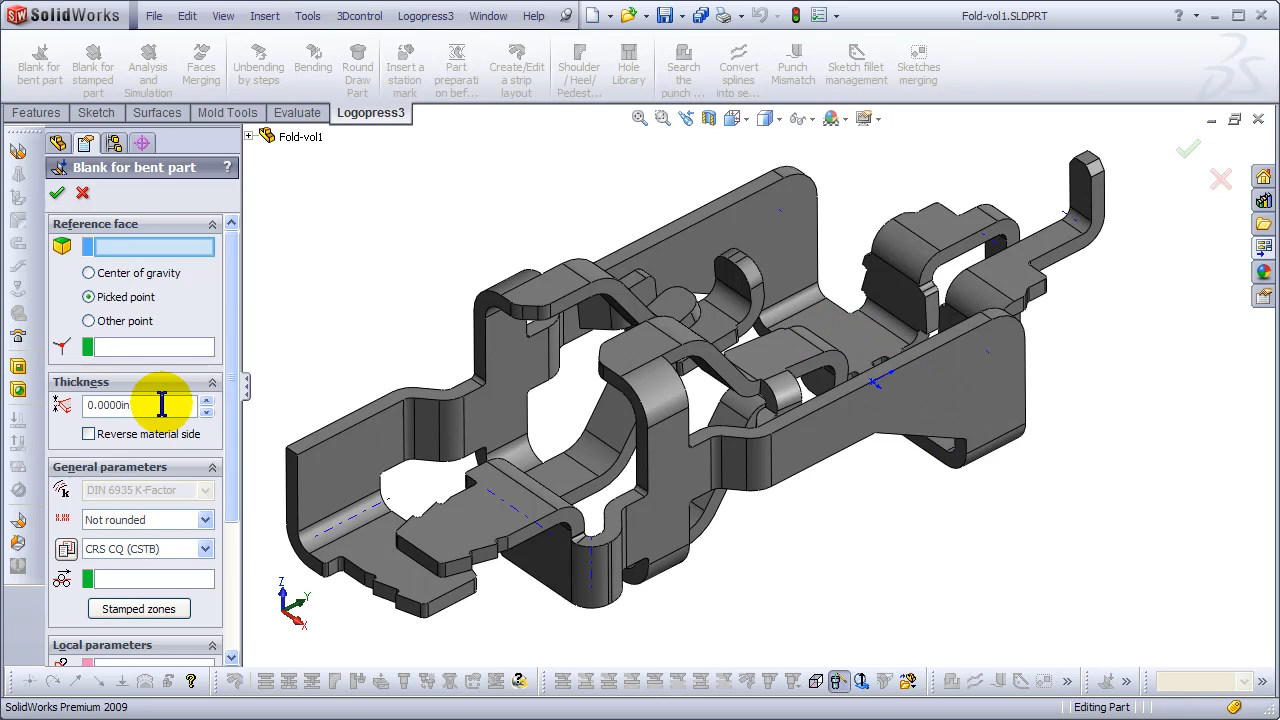 SolidWorks
File Edit View Insert Tools 3Dcontrol Logopress3 Window Help
Fold-vol1.SLDPRT
Blank for bent part
Blank for stamped part
Analysis and Simulation
Faces Merging
Unbending by steps
Bending
Round Draw Part
Insert a station mark
Part preparati on bef...
Create/Edit a strip layout
Shoulder / Heel/ Pedest...
Hole Library
Search the punch ...
Convert splines into se...
Punch Mismatch
Sketch fillet management
Sketches merging
Features Sketch Surfaces Mold Tools Evaluate Logopress3
Fold-vol1
Blank for bent part ?
Reference face
Center of gravity
Picked point
Other point
Thickness
0.0000in
Reverse material side
General parameters
DIN 6935 K-Factor
Not rounded
CRS CQ (CSTB)
Stamped zones
Local parameters
Z
Y
X
SolidWorks Premium 2009
Editing Part